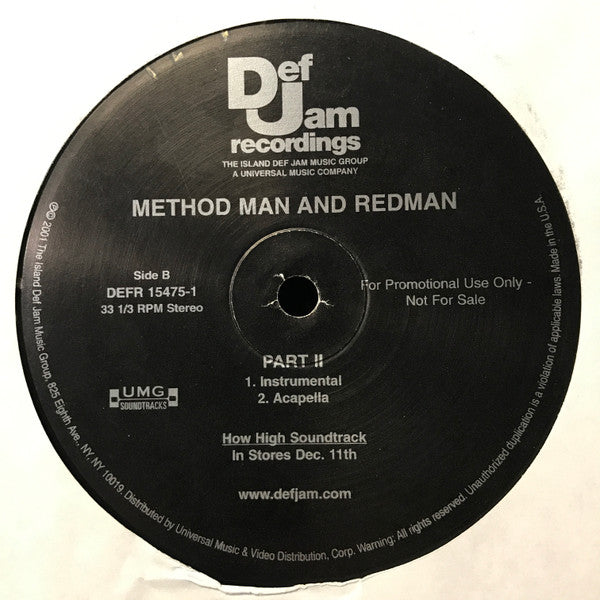 Def
Jam
recordings
THE ISLAND DEF JAM MUSIC GROUP
A UNIVERSAL MUSIC COMPANY
METHOD MAN AND REDMAN
Side B
DEFR 15475-1
33 1/3 RPM Stereo
For Promotional Use Only -
Not For Sale
PART II
1. Instrumental
2. Acapella
UMG
SOUNDTRACKS
How High Soundtrack
In Stores Dec. 11th
www.defjam.com
℗© 2001 The Island Def Jam Music Group, 825 Eighth Ave., NY, NY 10019. Distributed by Universal Music & Video Distribution, Corp. Warning: All rights reserved. Unauthorized duplication is a violation of applicable laws. Made in the U.S.A.